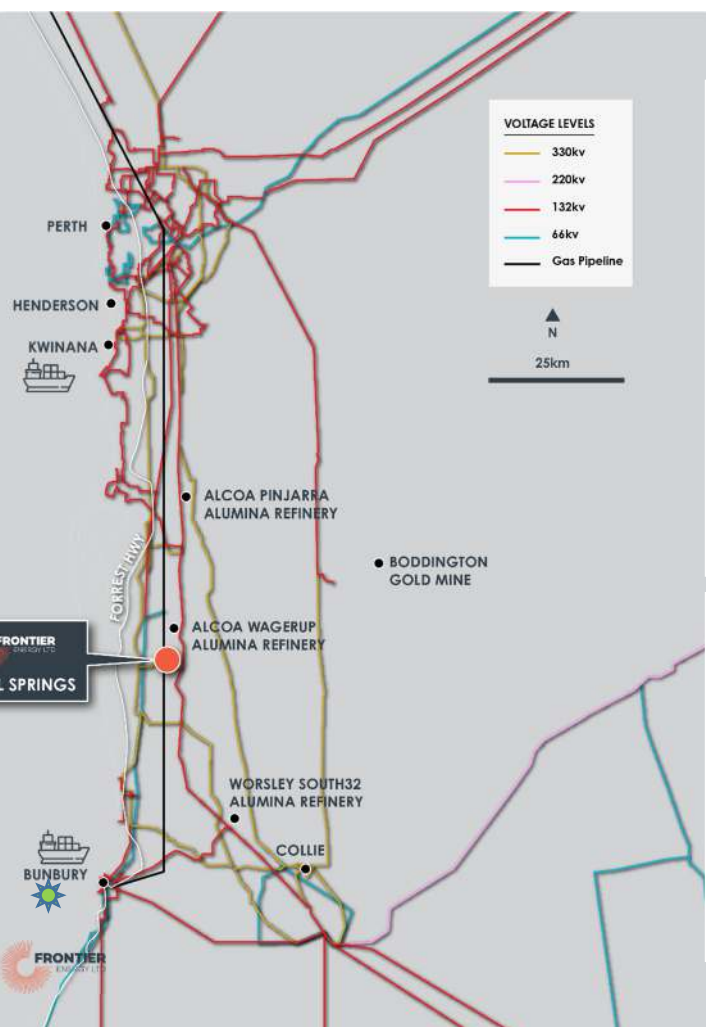 VOLTAGE LEVELS
330kv
220kv
132kv
66kv
Gas Pipeline
N
25km
PERTH
HENDERSON
KWINANA
ALCOA PINJARRA
ALUMINA REFINERY
BODDINGTON
GOLD MINE
FORREST HWY
ALCOA WAGERUP
ALUMINA REFINERY
FRONTIER
ENERGY LTD
SPRINGS
WORSLEY SOUTH32
ALUMINA REFINERY
COLLIE
BUNBURY
FRONTIER
ENERGY LTD